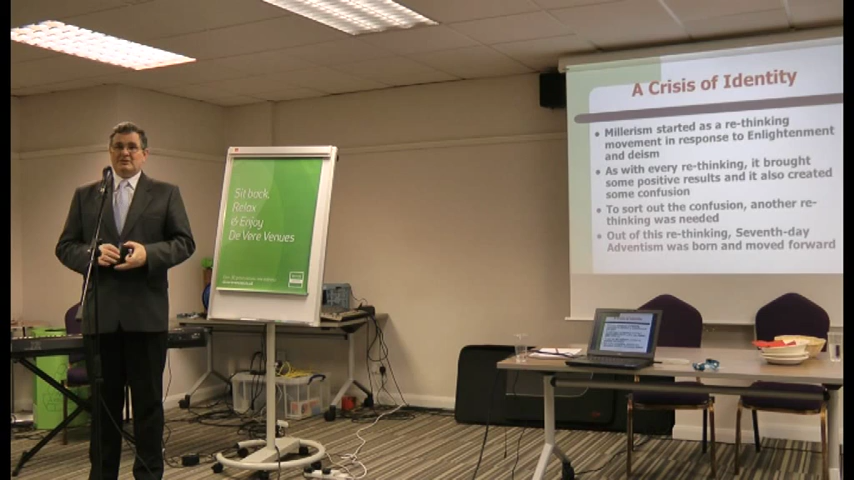 Sit back,
Relax
& Enjoy
De Vere Venues
A Crisis of Identity
• Millerism started as a re-thinking
movement in response to Enlightenment
and deism
• As with every re-thinking, it brought
some positive results and it also created
some confusion
• To sort out the confusion, another re-
thinking was needed
• Out of this re-thinking, Seventh-day
Adventism was born and moved forward